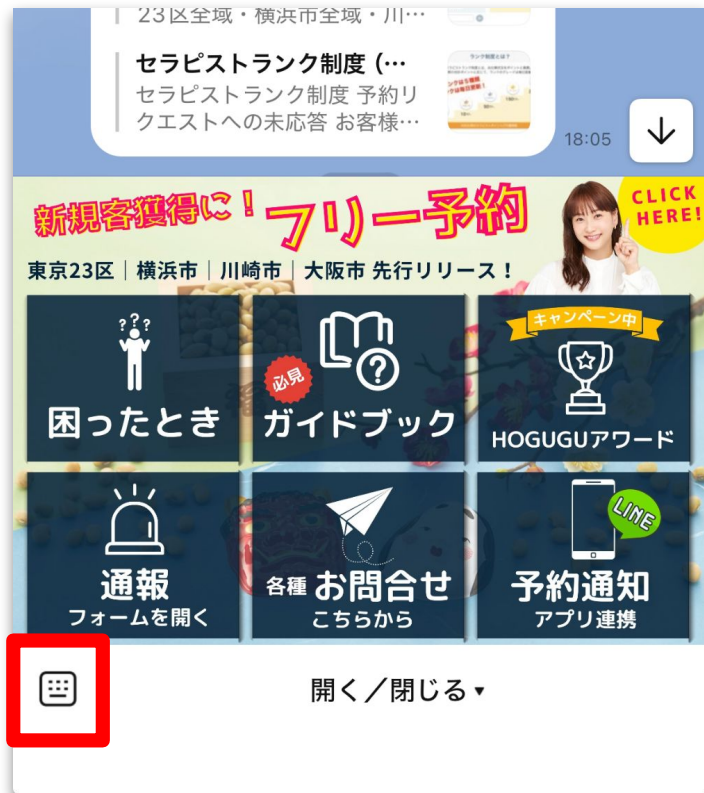 23区全域・横浜市全域・川…
セラピストランク制度 (…
セラピストランク制度 予約リ
クエストへの未応答 お客様…
ランク制度とは？
18:05
新規客獲得に！フリー予約
CLICK
HERE!
東京23区｜横浜市｜川崎市｜大阪市 先行リリース！
???
困ったとき
必見
ガイドブック
キャンペーン中
HOGUGUアワード
通報
フォームを開く
各種 お問合せ
こちらから
LINE
予約通知
アプリ連携
開く／閉じる▾